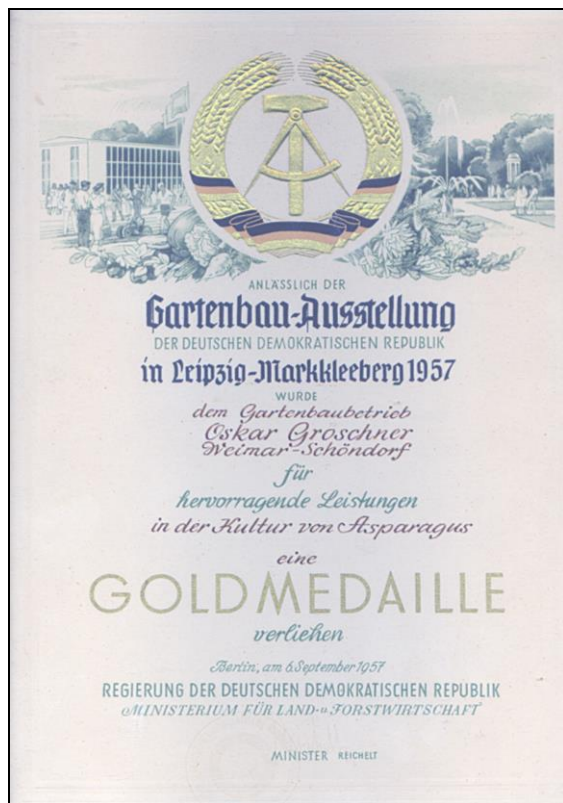 ANLÄSSLICH DER
Gartenbau-Ausstellung
DER DEUTSCHEN DEMOKRATISCHEN REPUBLIK
in Leipzig-Markkleeberg 1957
WURDE
dem Gartenbaubetrieb
Oskar Groschner
Weimar-Schöndorf
für
hervorragende Leistungen
in der Kultur von Asparagus
eine
GOLDMEDAILLE
verliehen
Berlin, am 6. September 1957
REGIERUNG DER DEUTSCHEN DEMOKRATISCHEN REPUBLIK
MINISTERIUM FÜR LAND- u. FORSTWIRTSCHAFT
MINISTER REICHELT